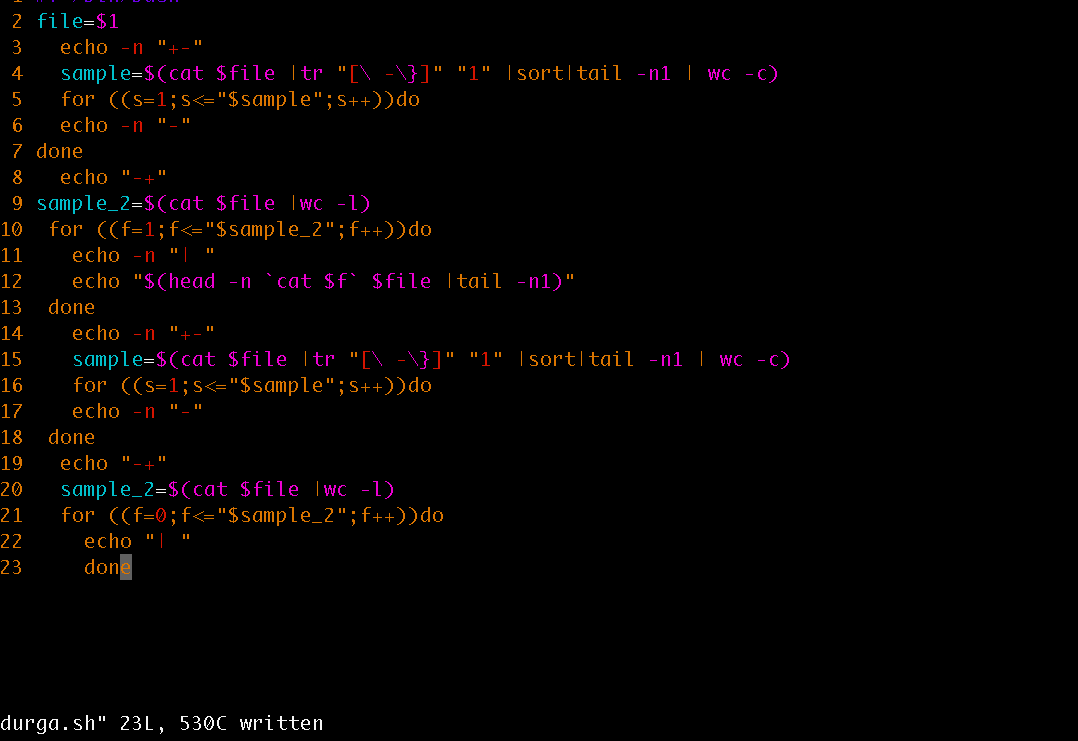 1
2 file=$1
3   echo -n "+-"
4   sample=$(cat $file |tr "[\ -\}]" "1" |sort|tail -n1 | wc -c)
5   for ((s=1;s<="$sample";s++))do
6   echo -n "-"
7 done
8   echo "-+"
9 sample_2=$(cat $file |wc -l)
10  for ((f=1;f<="$sample_2";f++))do
11    echo -n "| "
12    echo "$(head -n `cat $f` $file |tail -n1)"
13  done
14    echo -n "+-"
15    sample=$(cat $file |tr "[\ -\}]" "1" |sort|tail -n1 | wc -c)
16    for ((s=1;s<="$sample";s++))do
17    echo -n "-"
18  done
19   echo "-+"
20   sample_2=$(cat $file |wc -l)
21   for ((f=0;f<="$sample_2";f++))do
22     echo "| "
23     done
durga.sh" 23L, 530C written